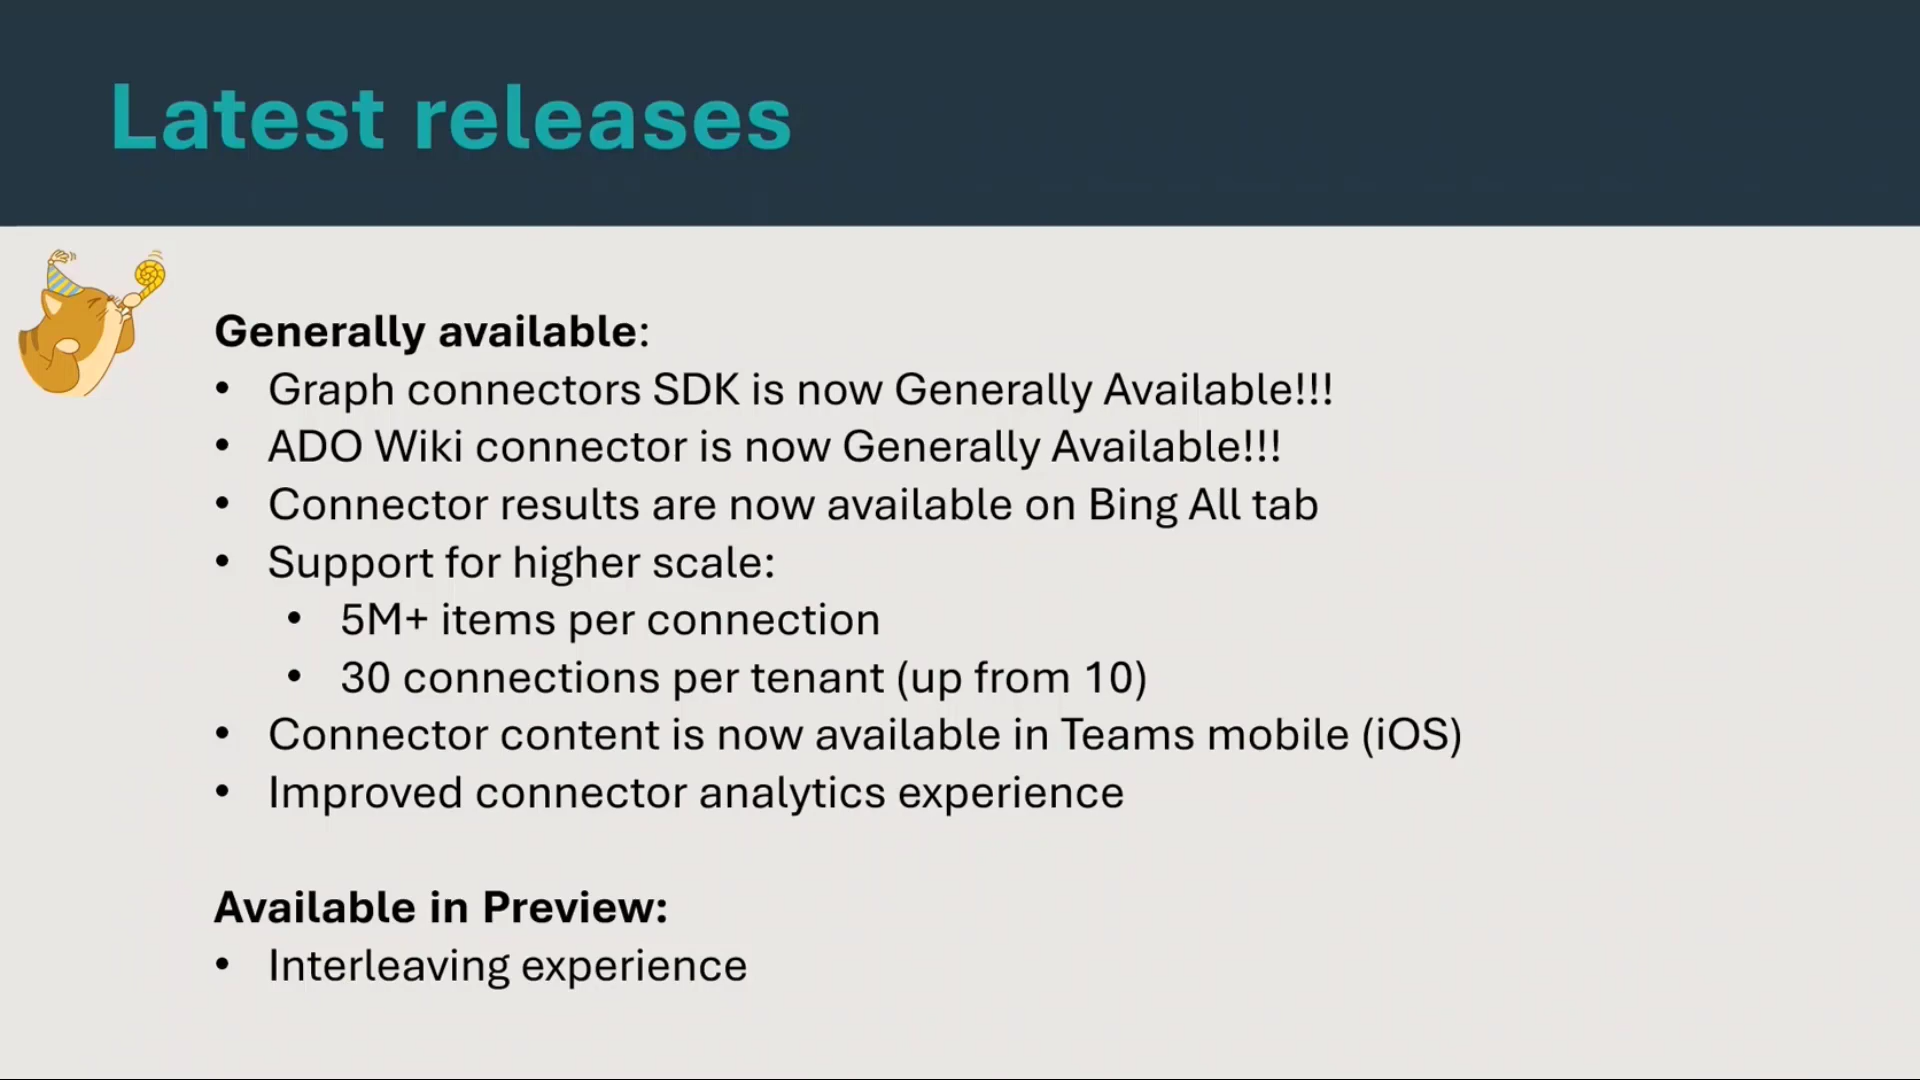 Latest releases
Generally available:
• Graph connectors SDK is now Generally Available!!!
• ADO Wiki connector is now Generally Available!!!
• Connector results are now available on Bing All tab
• Support for higher scale:
• 5M+ items per connection
• 30 connections per tenant (up from 10)
• Connector content is now available in Teams mobile (iOS)
• Improved connector analytics experience
Available in Preview:
• Interleaving experience